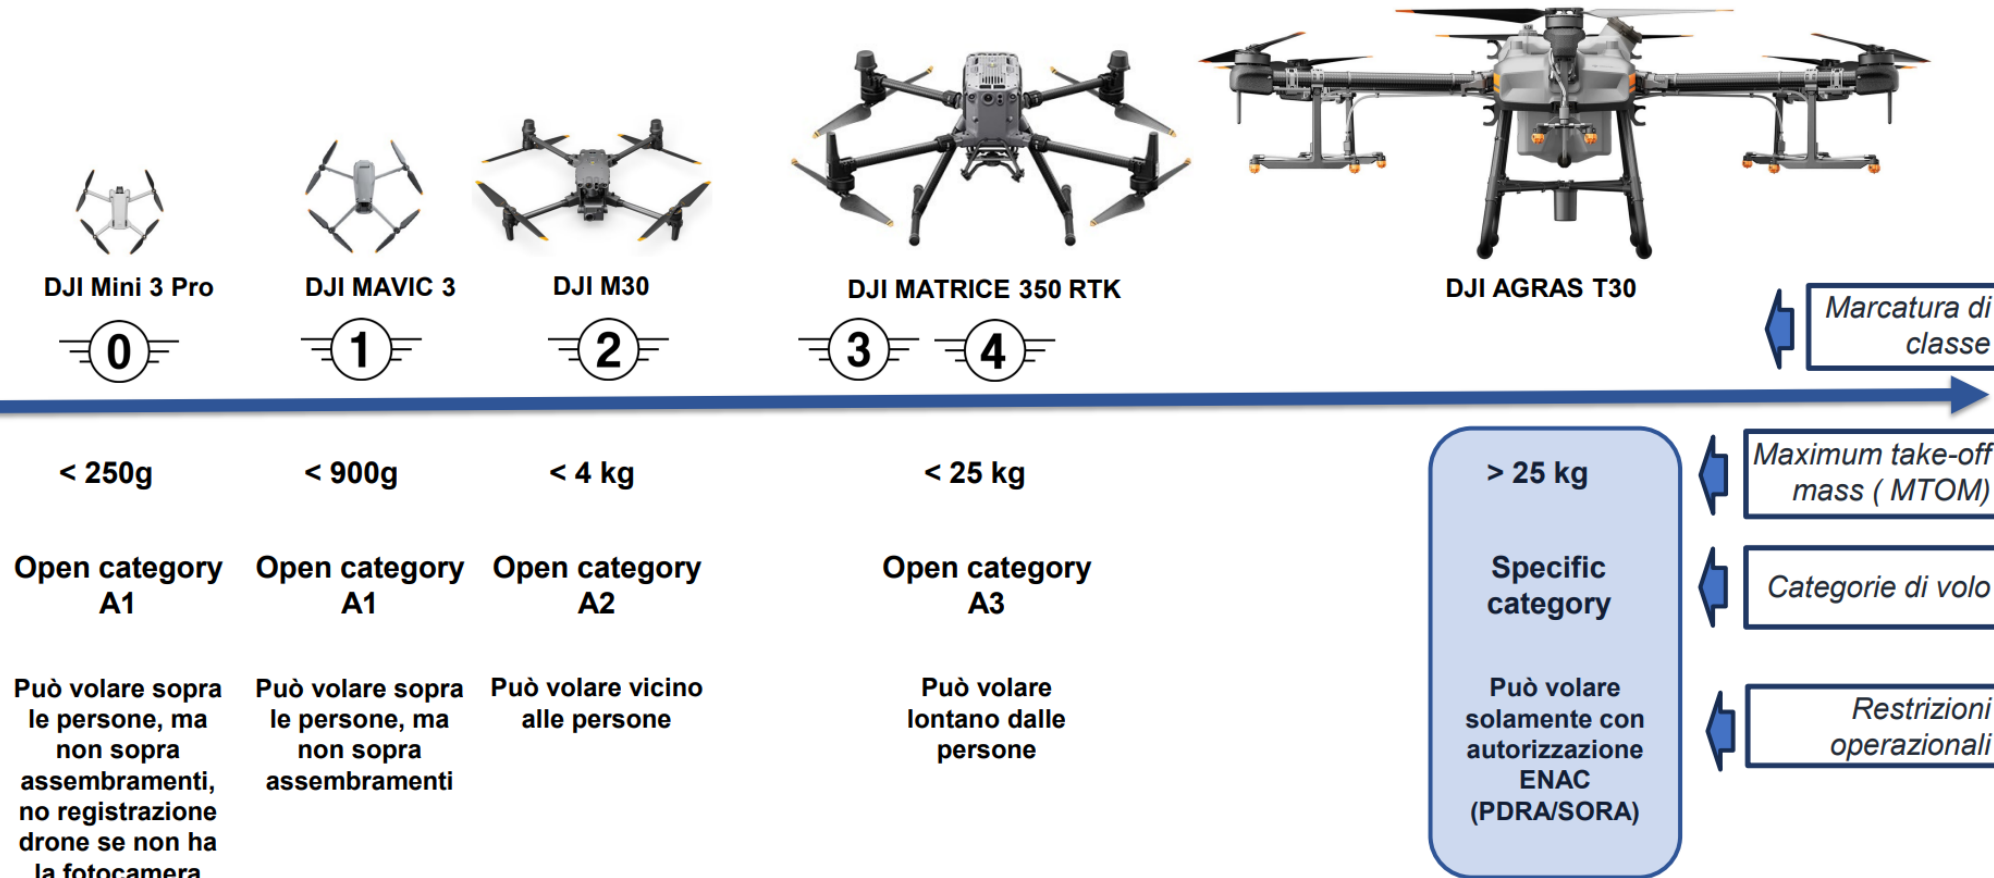 DJI Mini 3 Pro
DJI MAVIC 3
DJI M30
DJI MATRICE 350 RTK
DJI AGRAS T30
0
1
2
3
4
Marcatura di
classe
< 250g
< 900g
< 4 kg
< 25 kg
> 25 kg
Maximum take-off
mass ( MTOM)
Open category
A1
Open category
A1
Open category
A2
Open category
A3
Specific
category
Categorie di volo
Può volare sopra
le persone, ma
non sopra
assembramenti,
no registrazione
drone se non ha
la fotocamera
Può volare sopra
le persone, ma
non sopra
assembramenti
Può volare vicino
alle persone
Può volare
lontano dalle
persone
Può volare
solamente con
autorizzazione
ENAC
(PDRA/SORA)
Restrizioni
operazionali